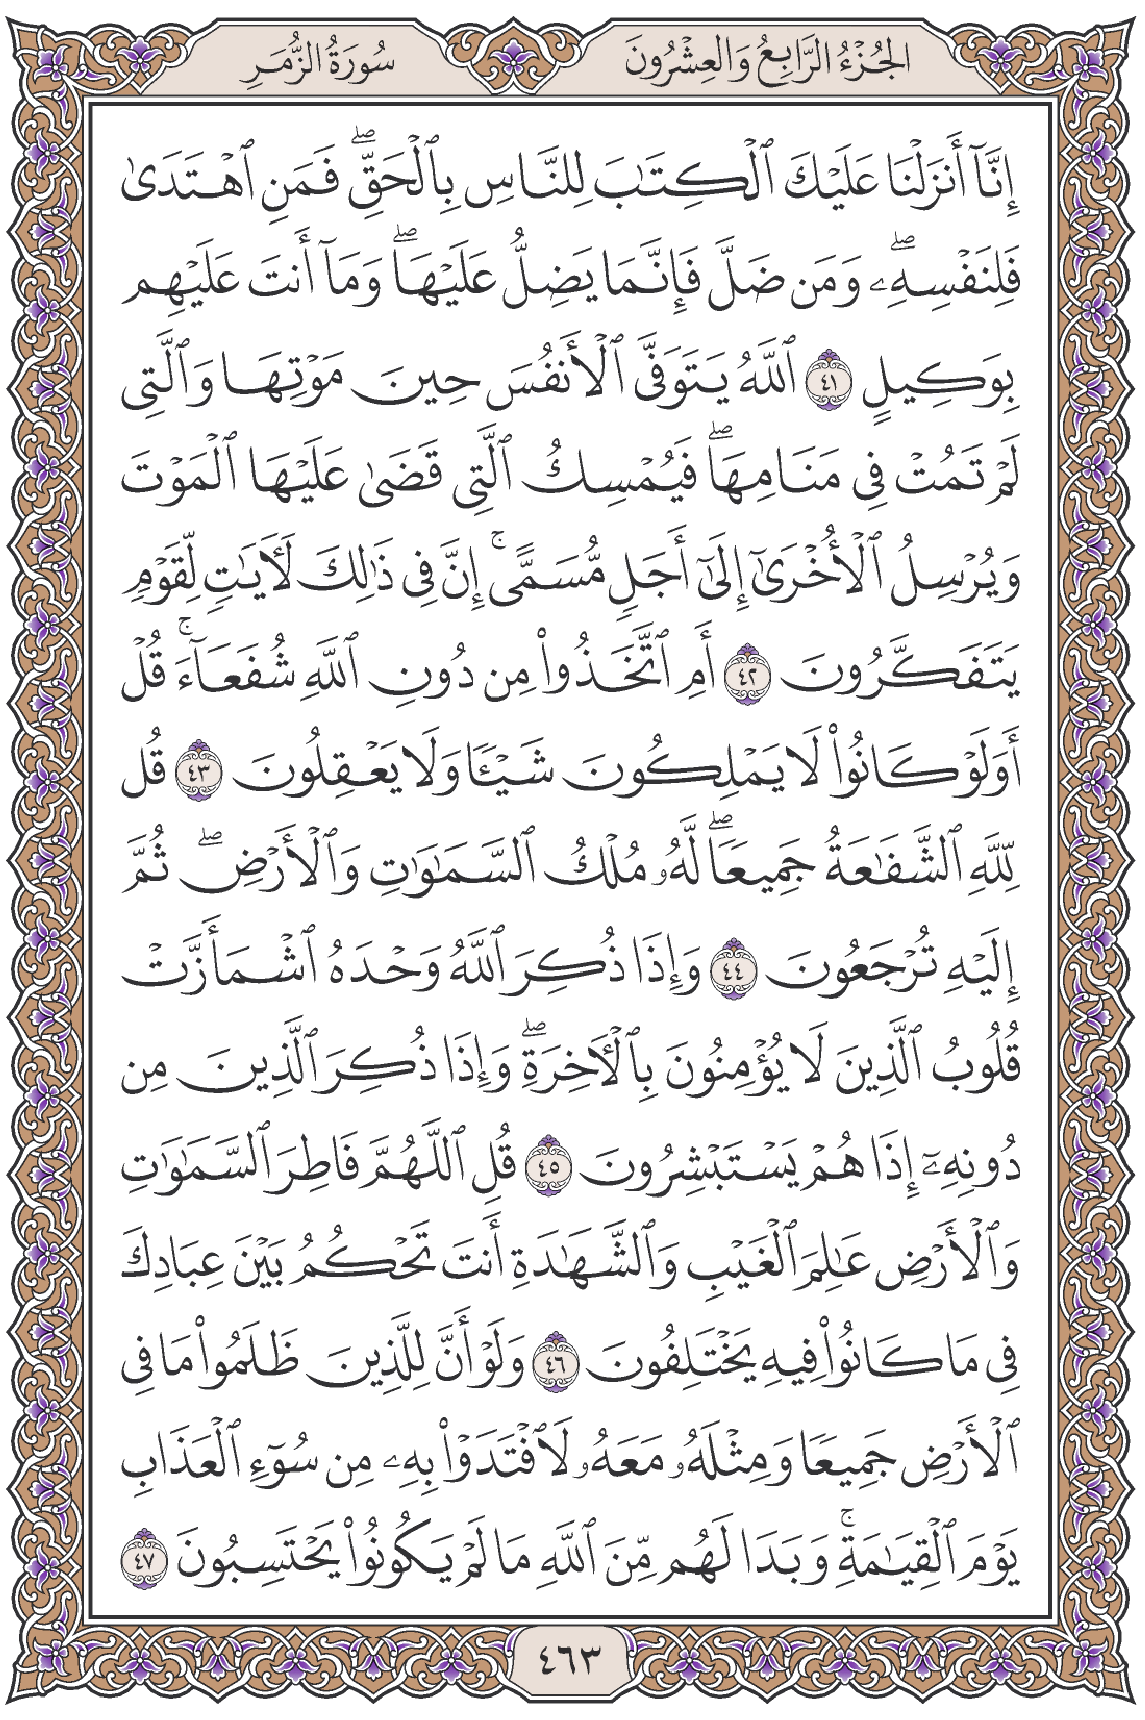 الجُزْءُ الرَّابِعُ وَالعِشْرُونَ
سُورَةُ الزُّمَرِ
إِنَّآ أَنزَلْنَا عَلَيْكَ ٱلْكِتَٰبَ لِلنَّاسِ بِٱلْحَقِّۖ فَمَنِ ٱهْتَدَىٰ
فَلِنَفْسِهِۦۖ وَمَن ضَلَّ فَإِنَّمَا يَضِلُّ عَلَيْهَاۖ وَمَآ أَنتَ عَلَيْهِم
بِوَكِيلٍ ٤١ ٱللَّهُ يَتَوَفَّى ٱلْأَنفُسَ حِينَ مَوْتِهَا وَٱلَّتِى
لَمْ تَمُتْ فِى مَنَامِهَاۖ فَيُمْسِكُ ٱلَّتِى قَضَىٰ عَلَيْهَا ٱلْمَوْتَ
وَيُرْسِلُ ٱلْأُخْرَىٰٓ إِلَىٰٓ أَجَلٍ مُّسَمًّىۚ إِنَّ فِى ذَٰلِكَ لَءَايَٰتٍ لِّقَوْمٍ
يَتَفَكَّرُونَ ٤٢ أَمِ ٱتَّخَذُوا۟ مِن دُونِ ٱللَّهِ شُفَعَآءَۚ قُلْ
أَوَلَوْ كَانُوا۟ لَا يَمْلِكُونَ شَيْـًٔا وَلَا يَعْقِلُونَ ٤٣ قُل
لِّلَّهِ ٱلشَّفَٰعَةُ جَمِيعًاۖ لَّهُۥ مُلْكُ ٱلسَّمَٰوَٰتِ وَٱلْأَرْضِۖ ثُمَّ
إِلَيْهِ تُرْجَعُونَ ٤٤ وَإِذَا ذُكِرَ ٱللَّهُ وَحْدَهُ ٱشْمَأَزَّتْ
قُلُوبُ ٱلَّذِينَ لَا يُؤْمِنُونَ بِٱلْءَاخِرَةِۖ وَإِذَا ذُكِرَ ٱلَّذِينَ مِن
دُونِهِۦٓ إِذَا هُمْ يَسْتَبْشِرُونَ ٤٥ قُلِ ٱللَّهُمَّ فَاطِرَ ٱلسَّمَٰوَٰتِ
وَٱلْأَرْضِ عَٰلِمَ ٱلْغَيْبِ وَٱلشَّهَٰدَةِ أَنتَ تَحْكُمُ بَيْنَ عِبَادِكَ
فِى مَا كَانُوا۟ فِيهِ يَخْتَلِفُونَ ٤٦ وَلَوْ أَنَّ لِلَّذِينَ ظَلَمُوا۟ مَا فِى
ٱلْأَرْضِ جَمِيعًا وَمِثْلَهُۥ مَعَهُۥ لَٱفْتَدَوْا۟ بِهِۦ مِن سُوٓءِ ٱلْعَذَابِ
يَوْمَ ٱلْقِيَٰمَةِۚ وَبَدَا لَهُم مِّنَ ٱللَّهِ مَا لَمْ يَكُونُوا۟ يَحْتَسِبُونَ ٤٧
٤٦٣